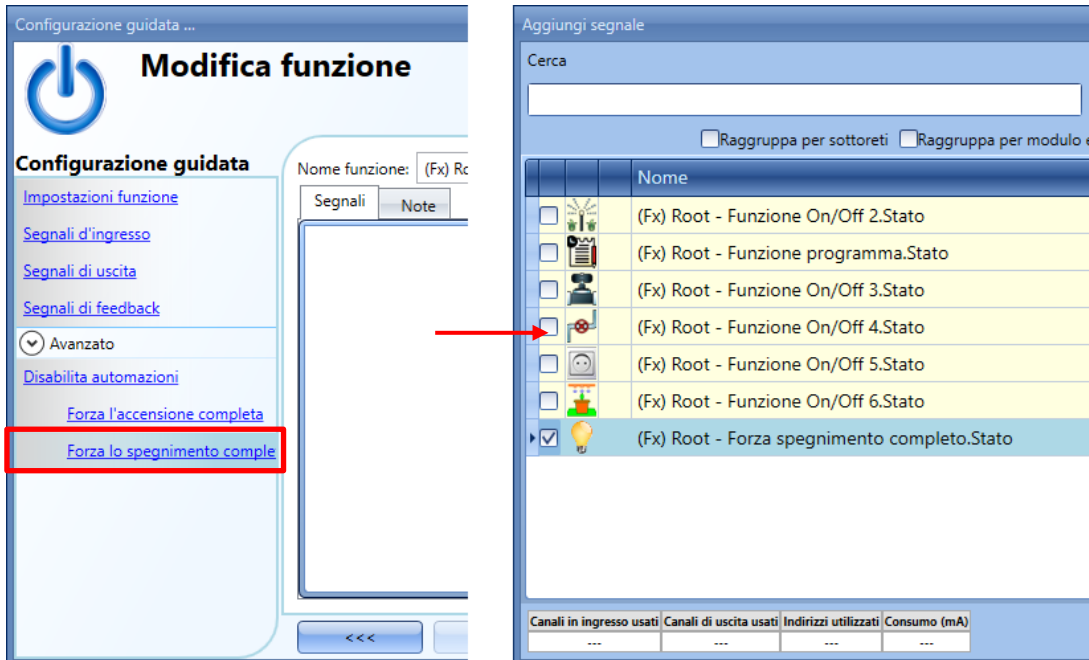 Configurazione guidata ...
Modifica funzione
Configurazione guidata
Impostazioni funzione
Segnali d'ingresso
Segnali di uscita
Segnali di feedback
Avanzato
Disabilita automazioni
Forza l'accensione completa
Forza lo spegnimento comple
Nome funzione: (Fx) Ro
Segnali Note
<<<
Aggiungi segnale
Cerca
Raggruppa per sottoreti Raggruppa per modulo e
Nome
(Fx) Root - Funzione On/Off 2.Stato
(Fx) Root - Funzione programma.Stato
(Fx) Root - Funzione On/Off 3.Stato
(Fx) Root - Funzione On/Off 4.Stato
(Fx) Root - Funzione On/Off 5.Stato
(Fx) Root - Funzione On/Off 6.Stato
(Fx) Root - Forza spegnimento completo.Stato
Canali in ingresso usati Canali di uscita usati Indirizzi utilizzati Consumo (mA)
--- --- --- ---